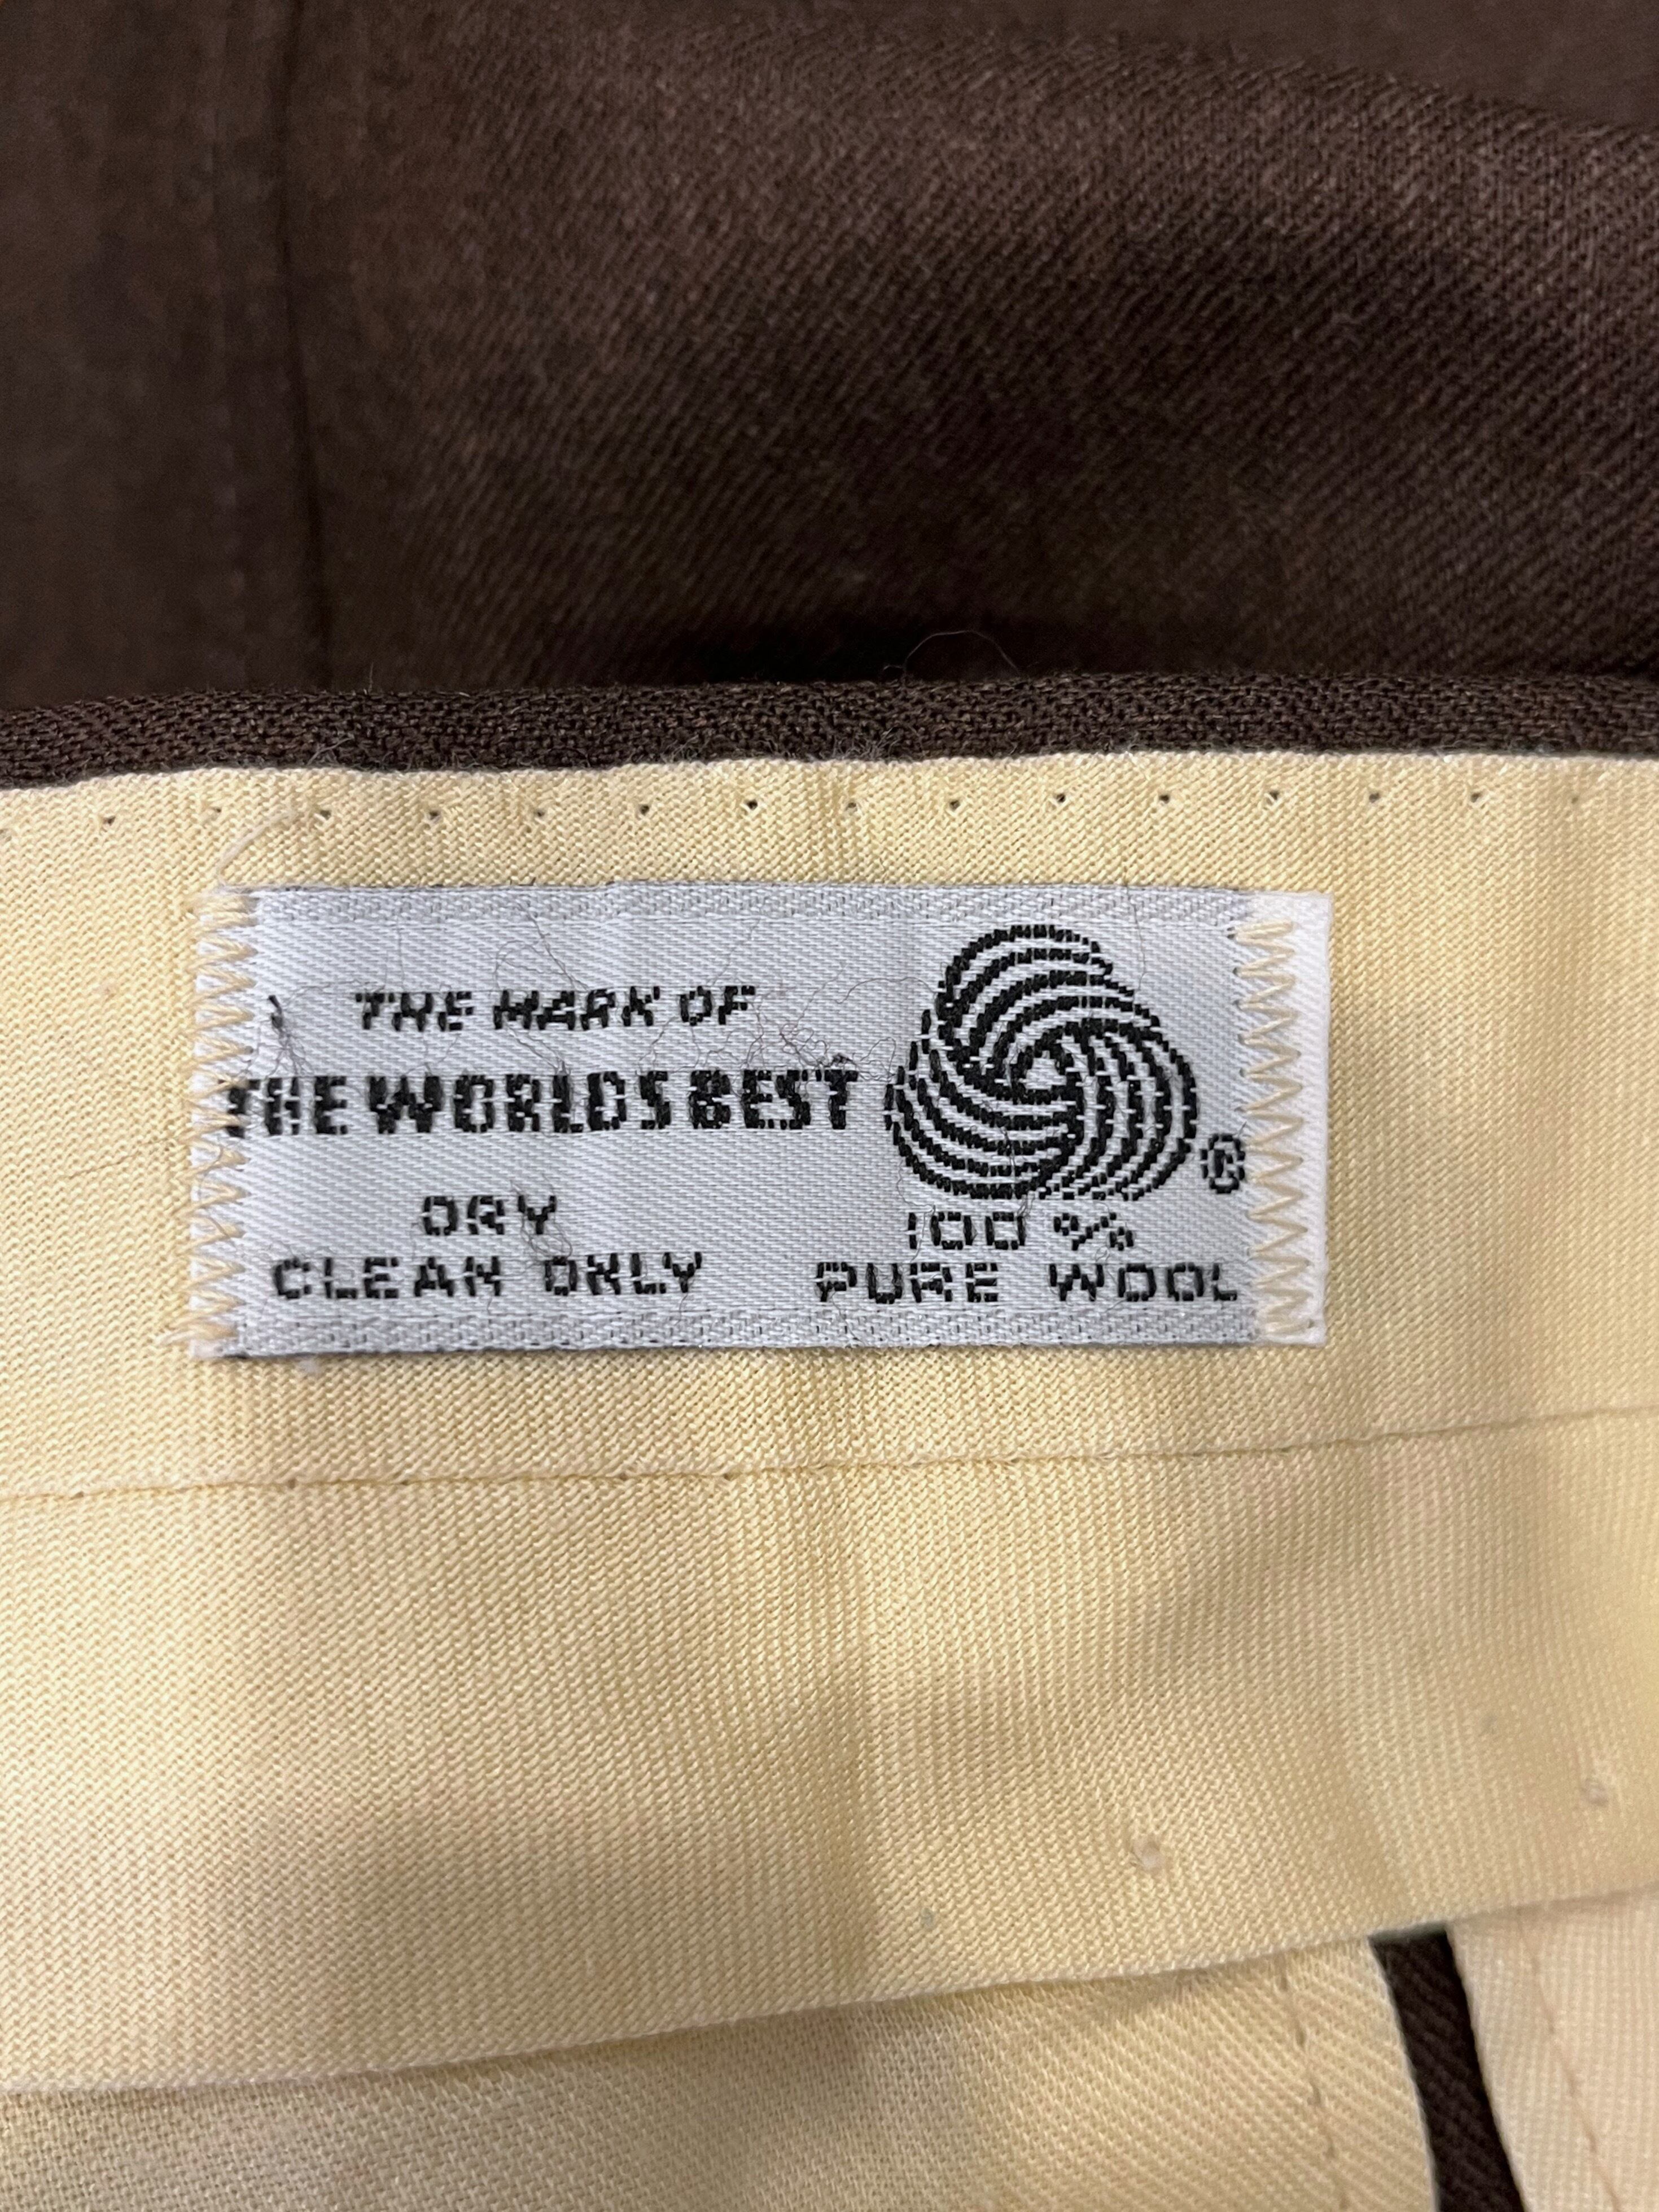 THE MARK OF
THE WORLDS BEST
DRY
CLEAN ONLY
®
100%
PURE WOOL